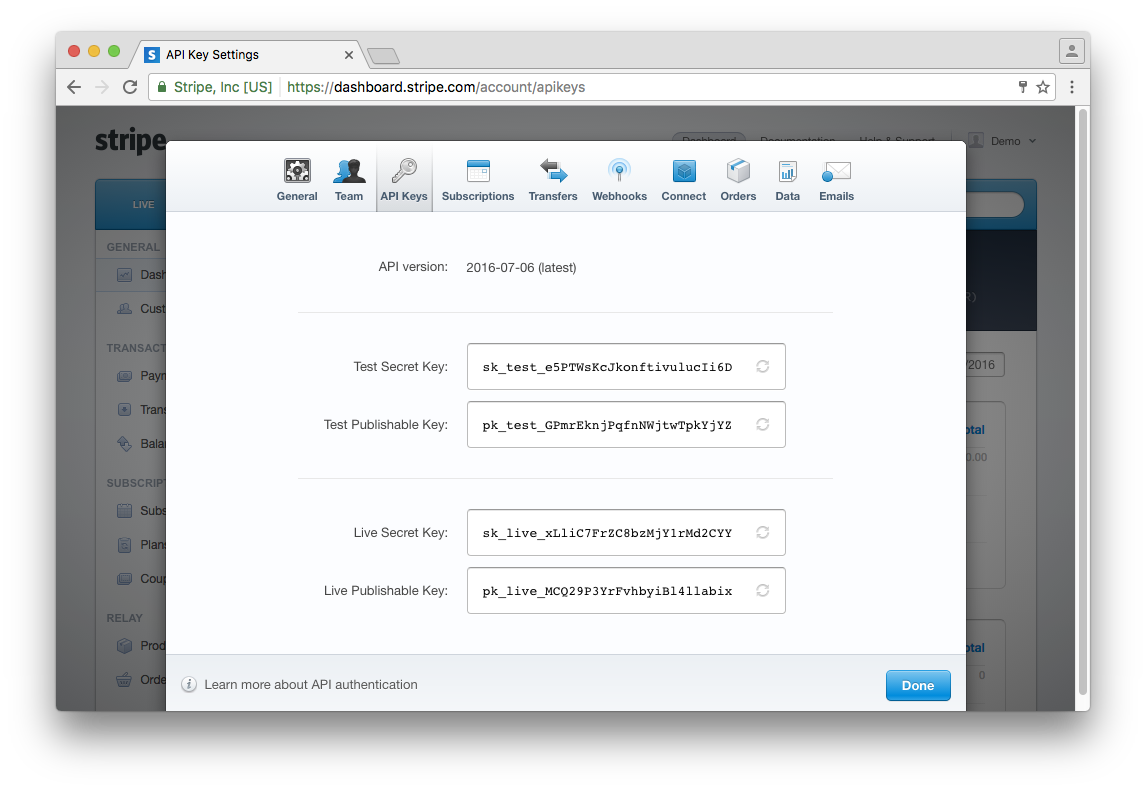 API Key Settings
Stripe, Inc [US] https://dashboard.stripe.com/account/apikeys
stripe
Dashboard Documentation Help & Support Demo
General Team API Keys Subscriptions Transfers Webhooks Connect Orders Data Emails
LIVE
GENERAL
Dash
Cust
TRANSACT
Paym
Trans
Balan
SUBSCRIPT
Subs
Plans
Coup
RELAY
Prod
Orde
API version: 2016-07-06 (latest)
Test Secret Key: sk_test_e5PTWsKcJkonftivulucIi6D
Test Publishable Key: pk_test_GPmrEknjPqfnNWjtwTpkYjYZ
Live Secret Key: sk_live_xLliC7FrZC8bzMjYlrMd2CYY
Live Publishable Key: pk_live_MCQ29P3YrFvhbyiBl4llabix
/2016
otal
0.00
otal
0
Learn more about API authentication
Done